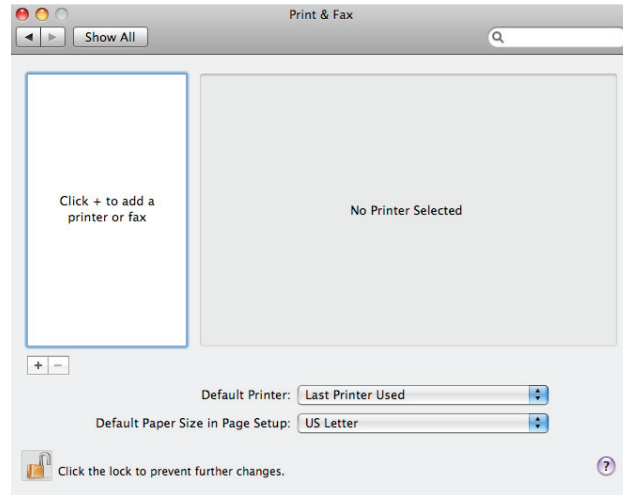 Print & Fax
Show All
Click + to add a
printer or fax
No Printer Selected
+ −
Default Printer: Last Printer Used
Default Paper Size in Page Setup: US Letter
Click the lock to prevent further changes.
?